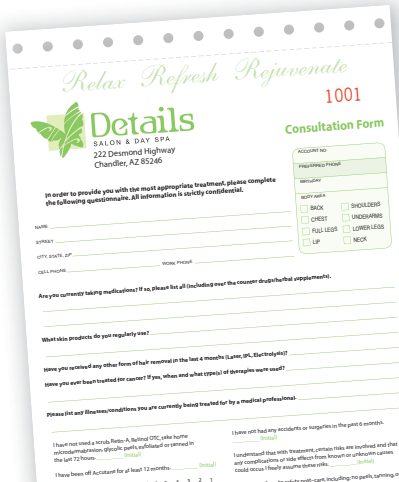 Relax Refresh Rejuvenate
1001
Details
SALON & DAY SPA
222 Desmond Highway
Chandler, AZ 85246
Consultation Form
ACCOUNT NO.
PREFERRED PHONE
BIRTHDAY
BODY AREA
BACK
SHOULDERS
CHEST
UNDERARMS
FULL LEGS
LOWER LEGS
LIP
NECK
In order to provide you with the most appropriate treatment, please complete
the following questionnaire. All information is strictly confidential.
NAME
STREET
CITY, STATE, ZIP
CELL PHONE
WORK PHONE
Are you currently taking medications? If so, please list all (including over the counter drugs/herbal supplements).
What skin products do you regularly use?
Have you received any other form of hair removal in the last 4 months (Laser, IPL, Electrolysis)?
Have you ever been treated for cancer? If yes, when and what type(s) of therapies were used?
Please list any illnesses/conditions you are currently being treated for by a medical professional.
I have not used a scrub, Retin-A, Retinol OTC, take home
microdermabrasion, glycolic peels, exfoliated or tanned in
the last 72 hours. (Initial)
I have been off Accutane for at least 12 months. (Initial)
I have not had any accidents or surgeries in the past 6 months.
(Initial)
I understand that with treatment, certain risks are involved and that
any complications or side effects from known or unknown causes
could occur. I freely assume these risks. (Initial)